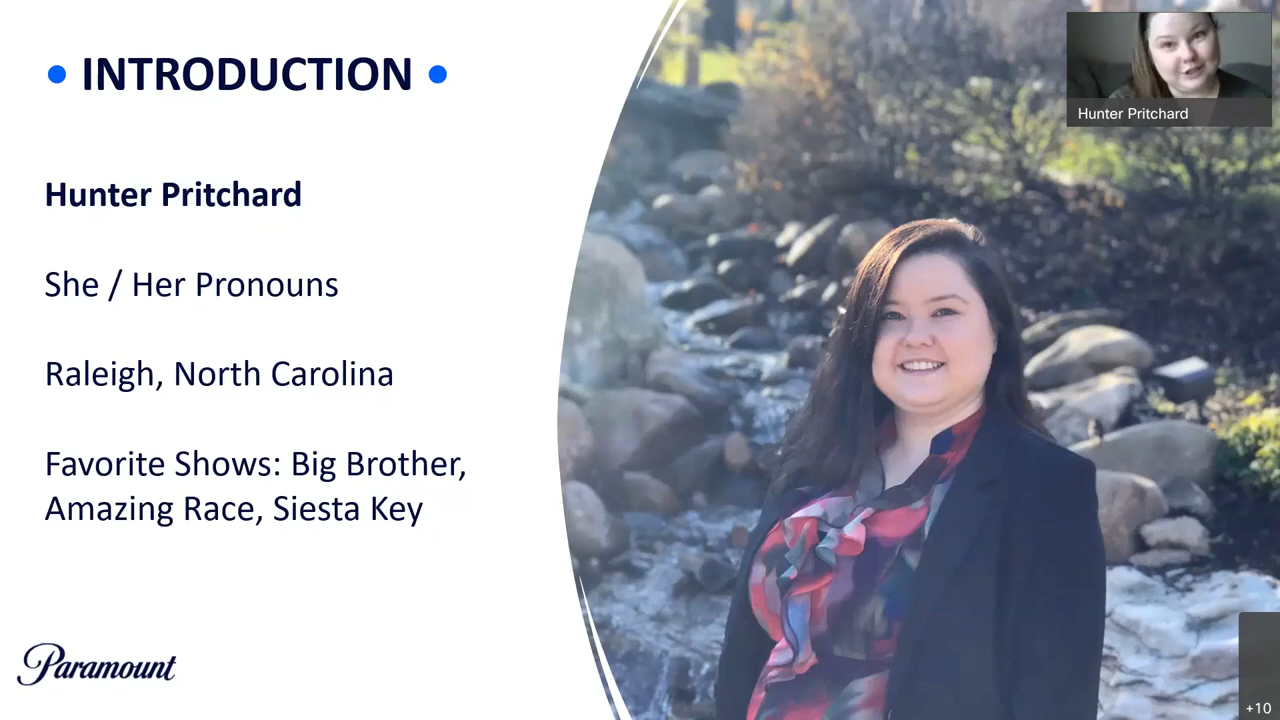 • INTRODUCTION •
Hunter Pritchard
Hunter Pritchard
She / Her Pronouns
Raleigh, North Carolina
Favorite Shows: Big Brother,
Amazing Race, Siesta Key
Paramount
+10